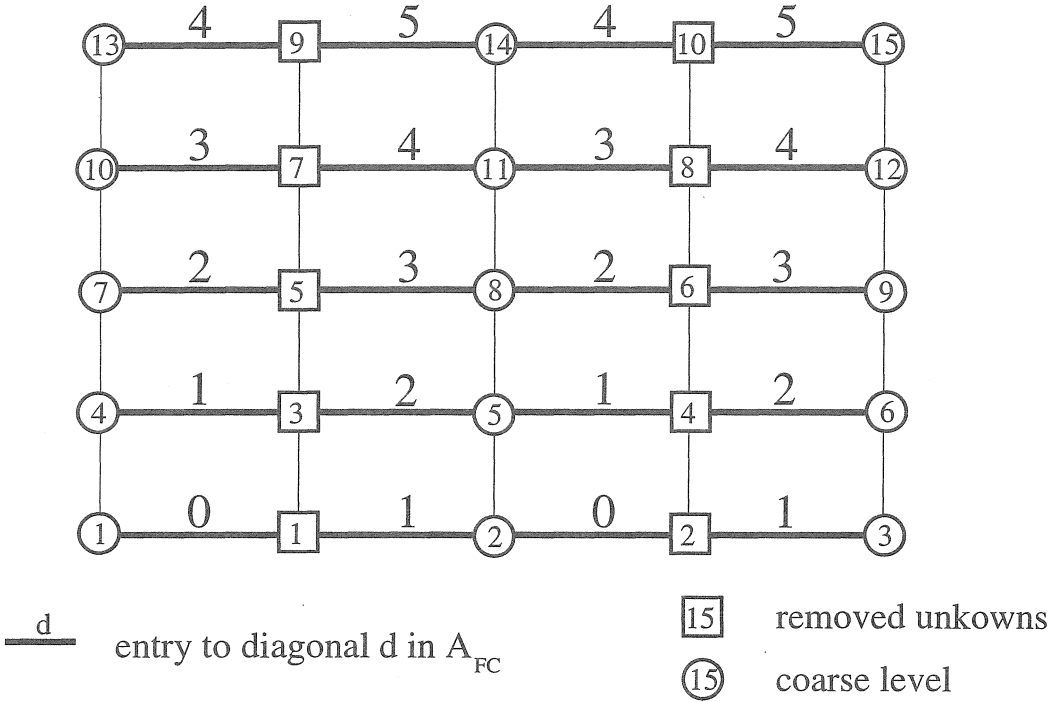 4 5 4 5
13 9 14 10 15
3 4 3 4
10 7 11 8 12
2 3 2 3
7 5 8 6 9
1 2 1 2
4 3 5 4 6
0 1 0 1
1 1 2 2 3
d entry to diagonal d in A FC
15 removed unkowns
15 coarse level